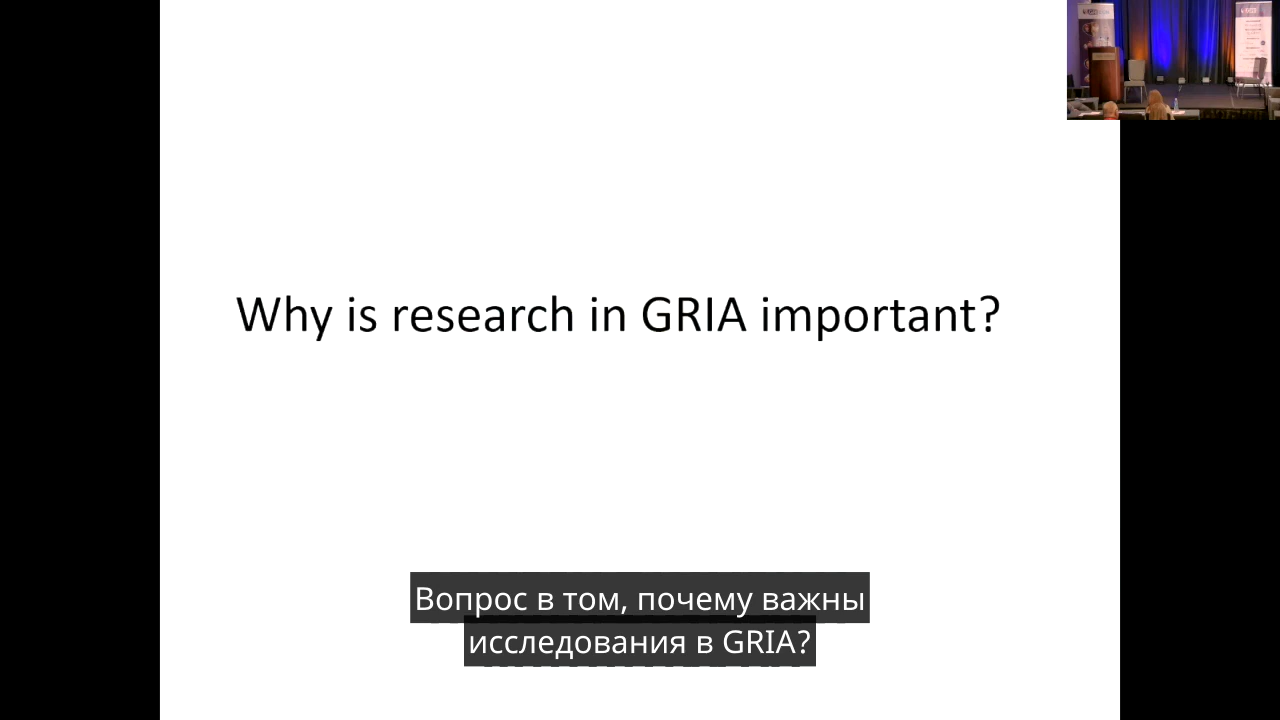 Why is research in GRIA important?
Вопрос в том, почему важны
исследования в GRIA?